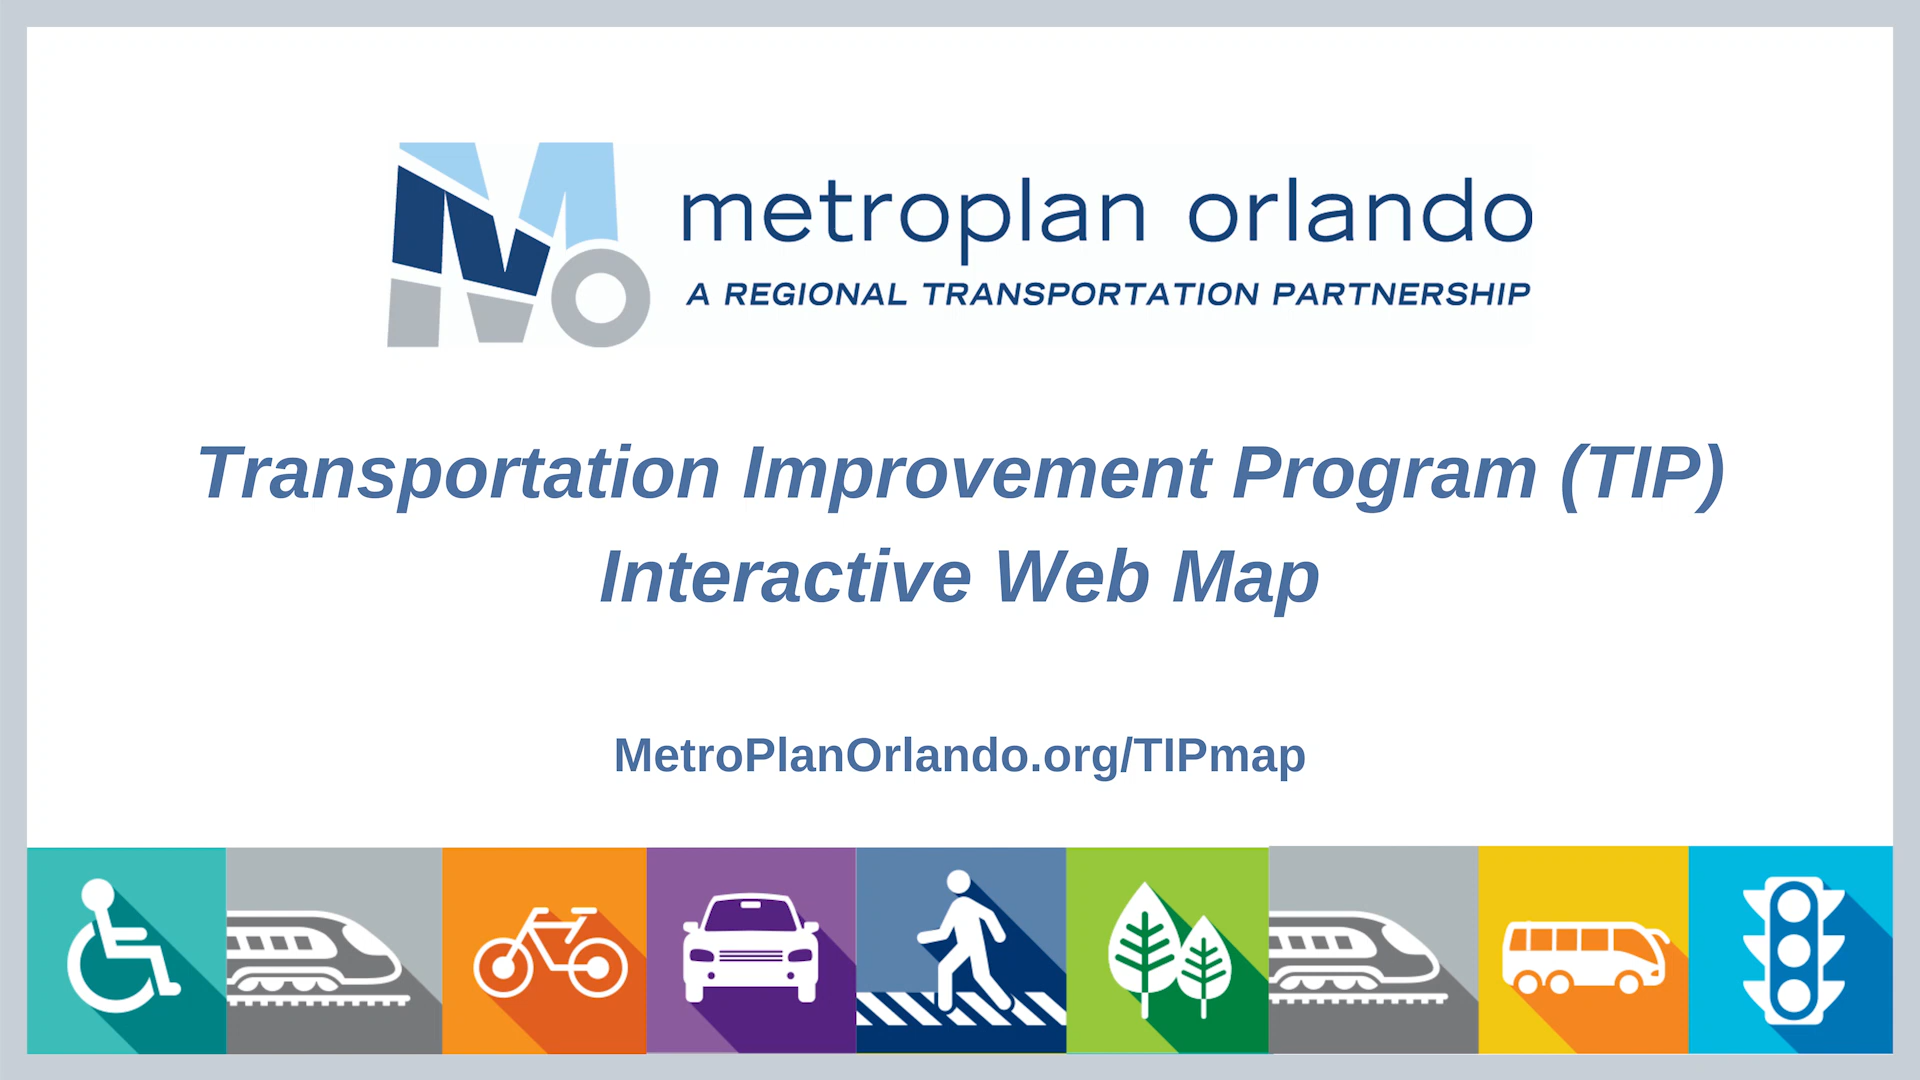 metroplan orlando
A REGIONAL TRANSPORTATION PARTNERSHIP
Transportation Improvement Program (TIP)
Interactive Web Map
MetroPlanOrlando.org/TIPmap